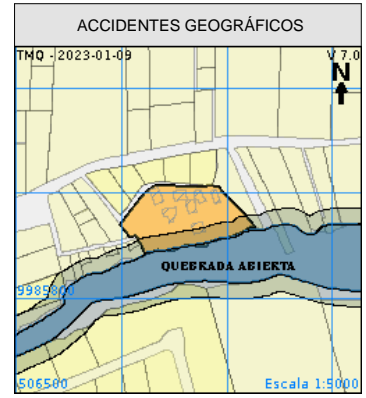 ACCIDENTES GEOGRÁFICOS
TMQ - 2023-01-09
V 7.0
N
QUEBRADA ABIERTA
9985800
506500
Escala 1:5000